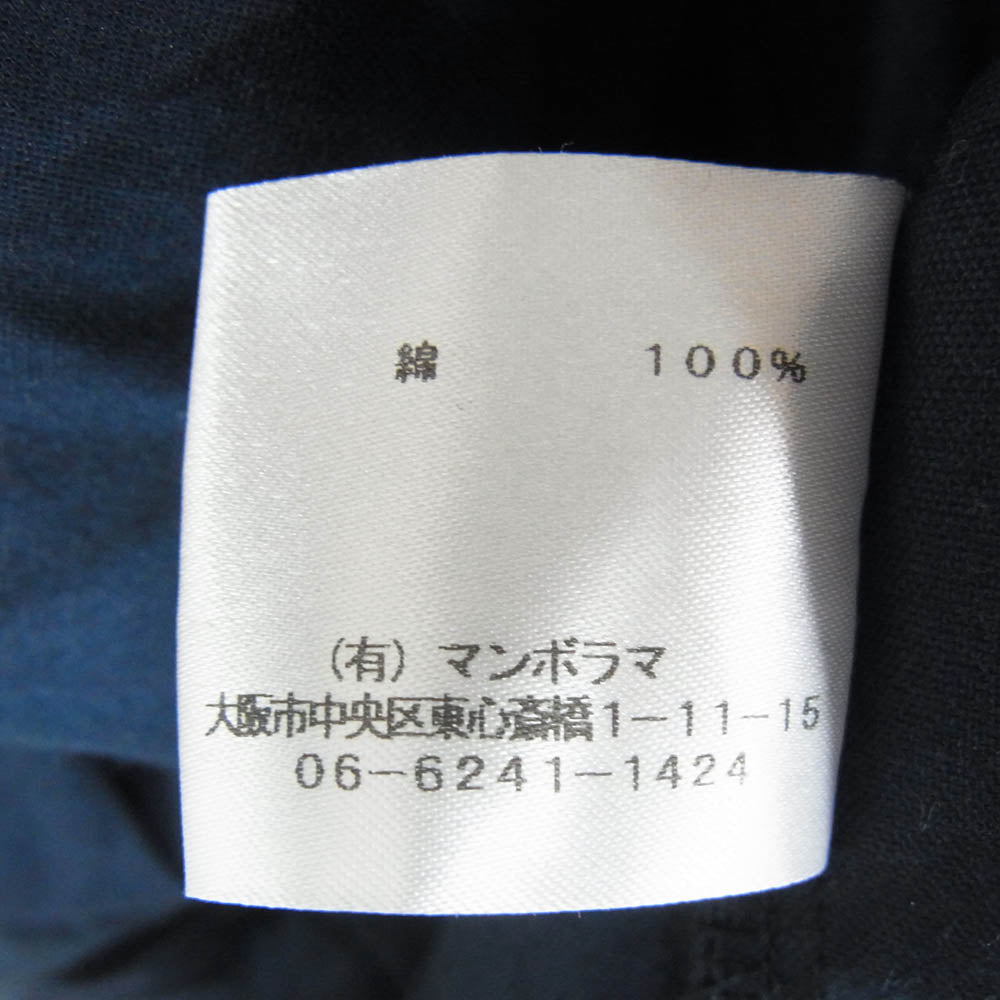 綿 100%
(有) マンボラマ
大阪市中央区東心斎橋1-11-15
06-6241-1424